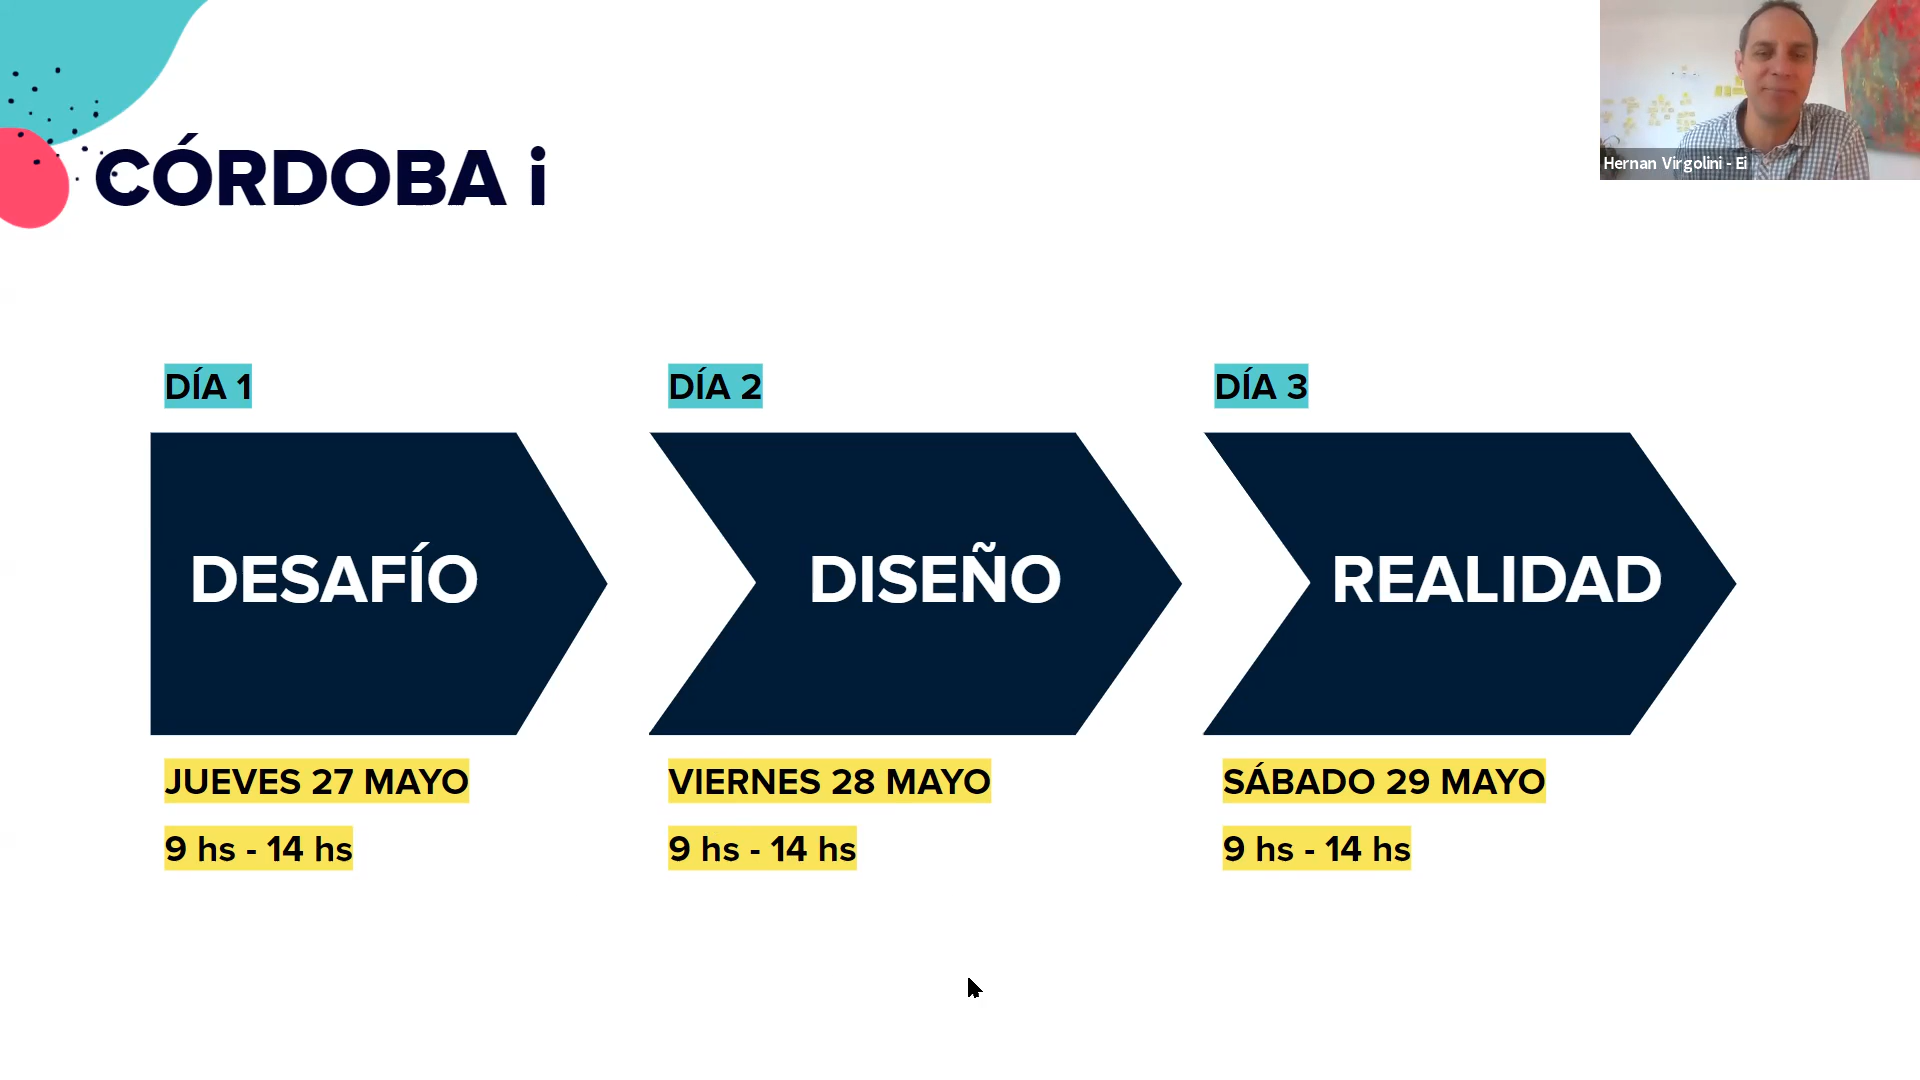 CÓRDOBA i
Hernan Virgolini - Ei
DÍA 1
DÍA 2
DÍA 3
DESAFÍO
DISEÑO
REALIDAD
JUEVES 27 MAYO
9 hs - 14 hs
VIERNES 28 MAYO
9 hs - 14 hs
SÁBADO 29 MAYO
9 hs - 14 hs